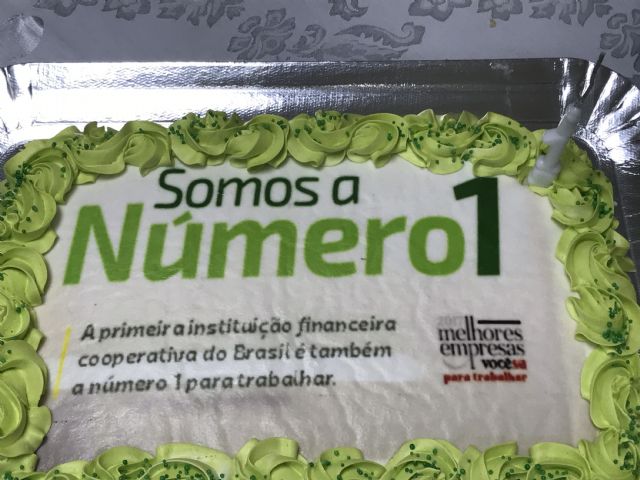 Somos a
Número 1
A primeira instituição financeira
cooperativa do Brasil é também
a número 1 para trabalhar.
2017
melhores
empresas
VOCÊ S/A
para trabalhar